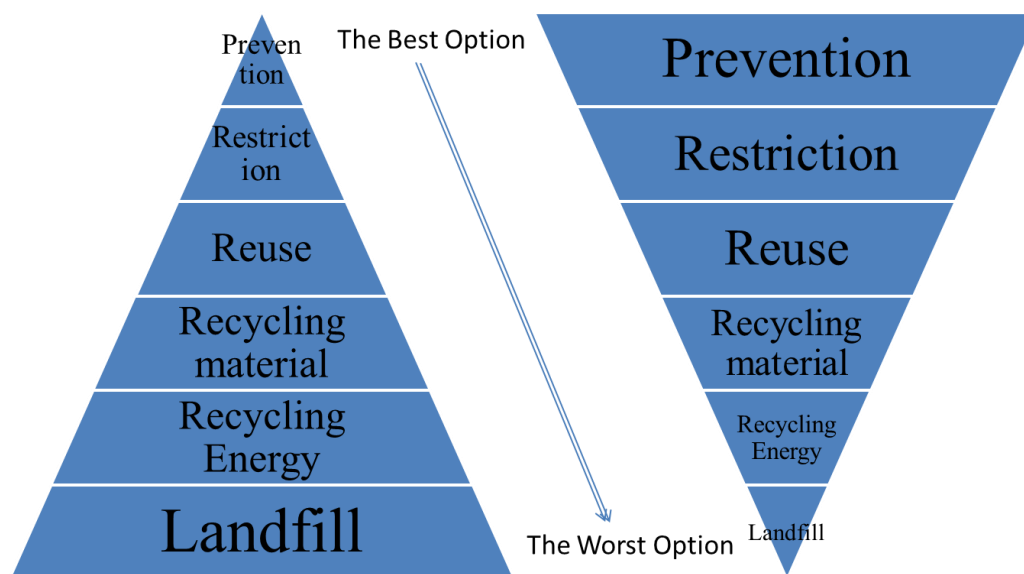 Preven
tion
Restrict
ion
Reuse
Recycling
material
Recycling
Energy
Landfill
The Best Option
The Worst Option
Prevention
Restriction
Reuse
Recycling
material
Recycling
Energy
Landfill